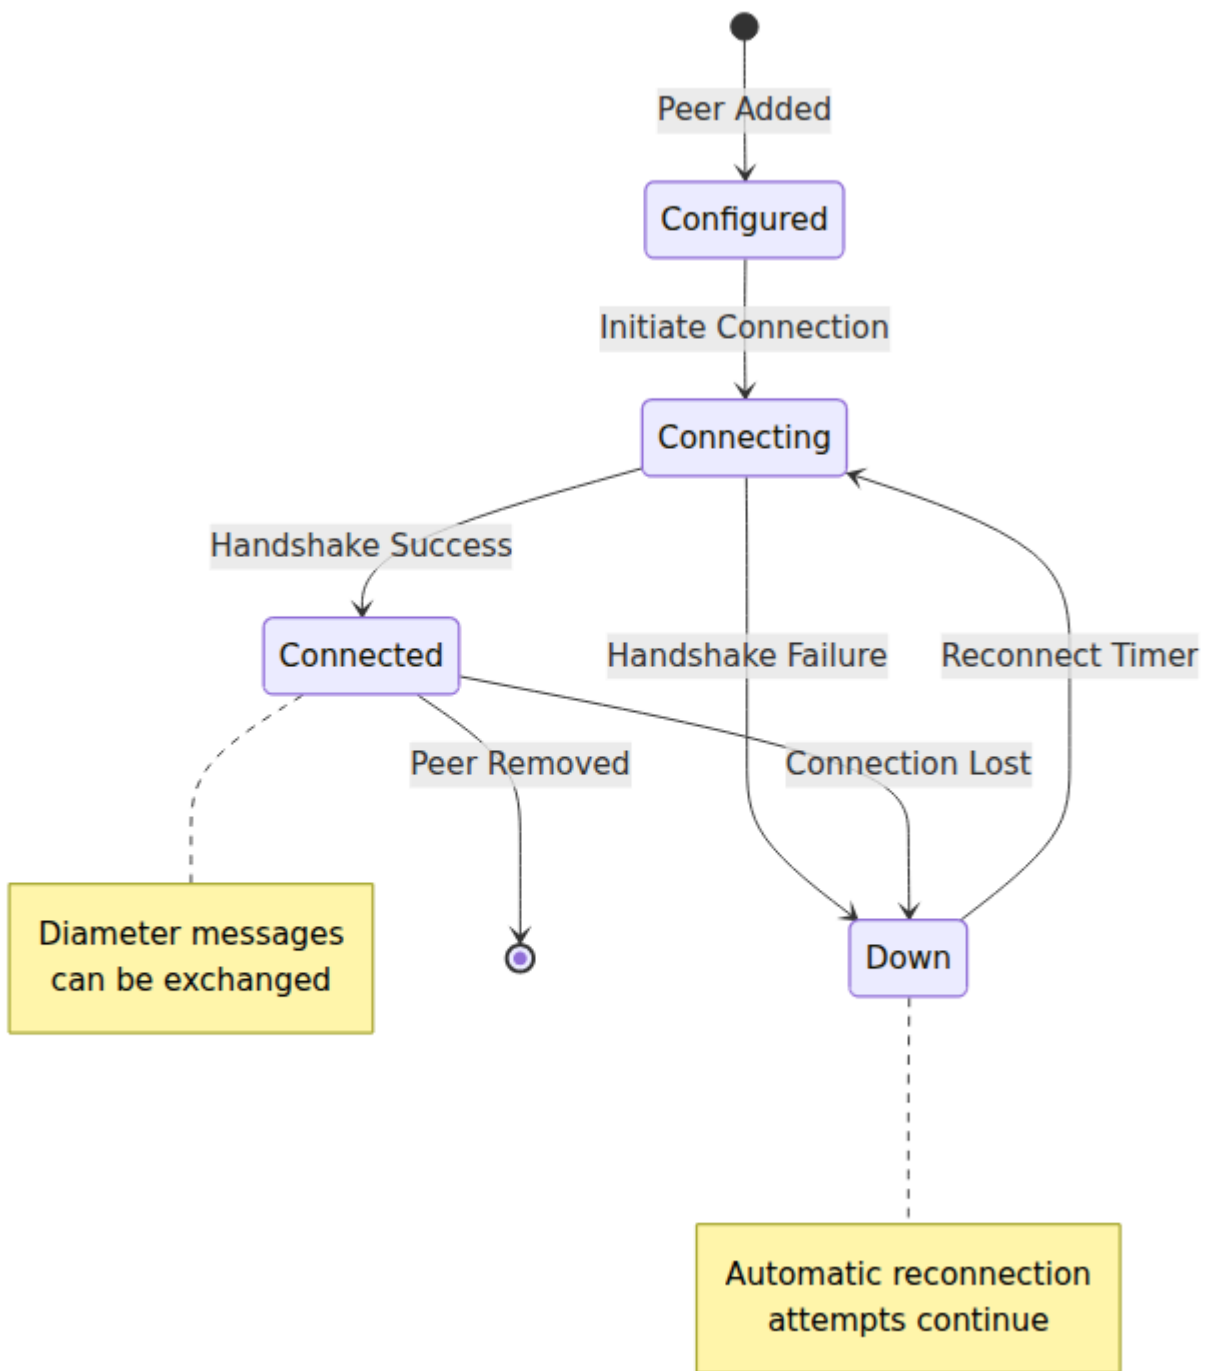 Peer Added
Configured
Initiate Connection
Connecting
Handshake Success
Connected
Handshake Failure
Reconnect Timer
Peer Removed
Connection Lost
Diameter messages
can be exchanged
Down
Automatic reconnection
attempts continue